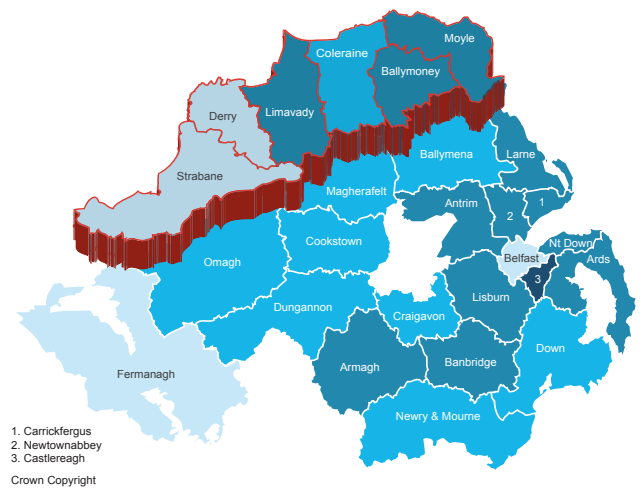 Moyle
Coleraine
Ballymoney
Limavady
Derry
Strabane
Ballymena
Lame
Magherafelt
Antrim
2
1
Cookstown
Nt Down
Ards
Belfast
Omagh
3
Lisburn
Dungannon
Craigavon
Down
Banbridge
Armagh
Fermanagh
Newry & Mourne
1. Carrickfergus
2. Newtownabbey
3. Castlereagh
Crown Copyright